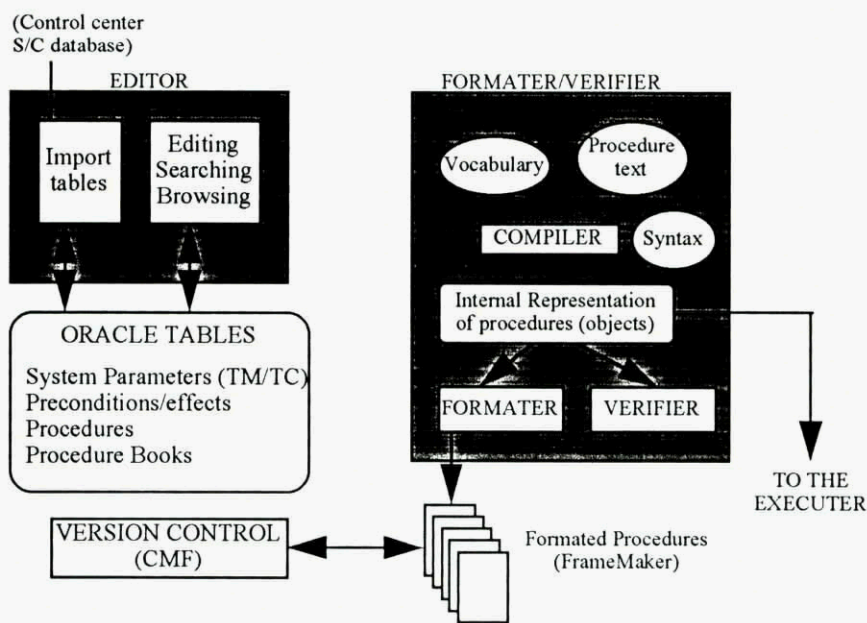 (Control center
S/C database)
EDITOR
Import
tables
Editing
Searching
Browsing
ORACLE TABLES
System Parameters (TM/TC)
Preconditions/effects
Procedures
Procedure Books
VERSION CONTROL
(CMF)
FORMATER/VERIFIER
Vocabulary
Procedure
text
COMPILER
Syntax
Internal Representation
of procedures (objects)
FORMATER
VERIFIER
TO THE
EXECUTER
Formated Procedures
(FrameMaker)